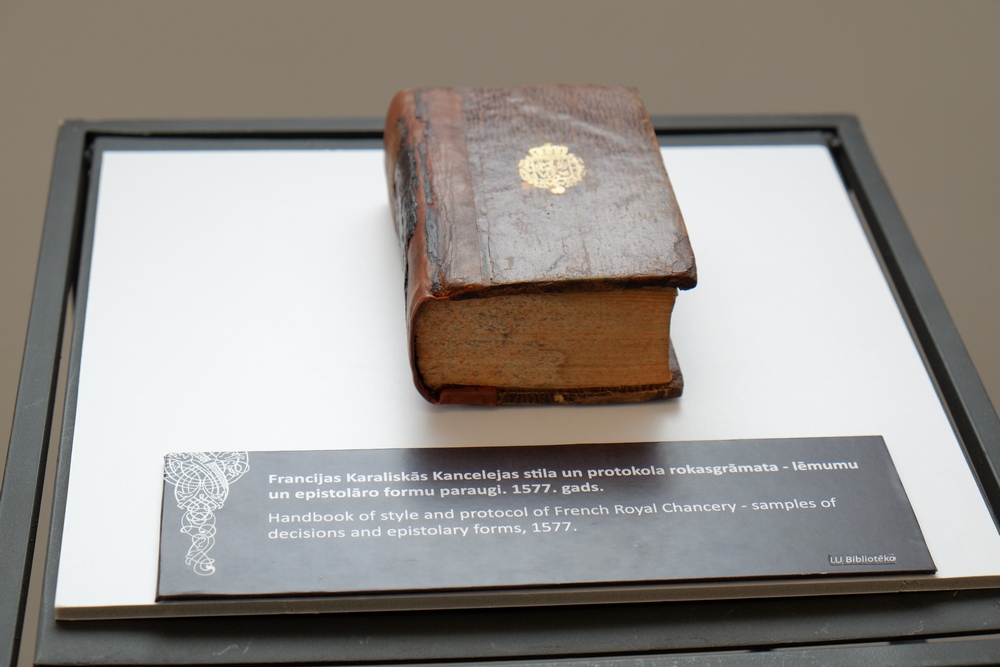 Francijas Karaliskās Kancelejas stila un protokola rokasgrāmata - lēmumu
un epistolāro formu paraugi. 1577. gads.
Handbook of style and protocol of French Royal Chancery - samples of
decisions and epistolary forms, 1577.
LU Bibliotēka